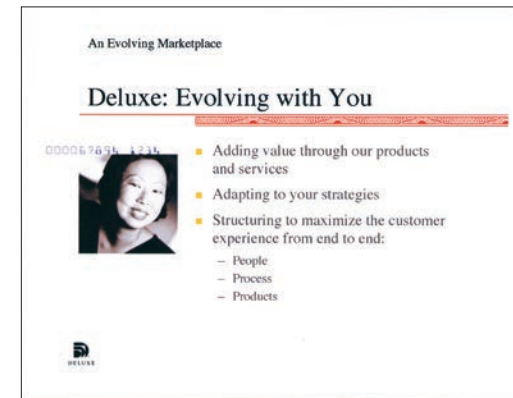 An Evolving Marketplace
Deluxe: Evolving with You
000067894 1234
▪ Adding value through our products
and services
▪ Adapting to your strategies
▪ Structuring to maximize the customer
experience from end to end:
– People
– Process
– Products
DELUXE